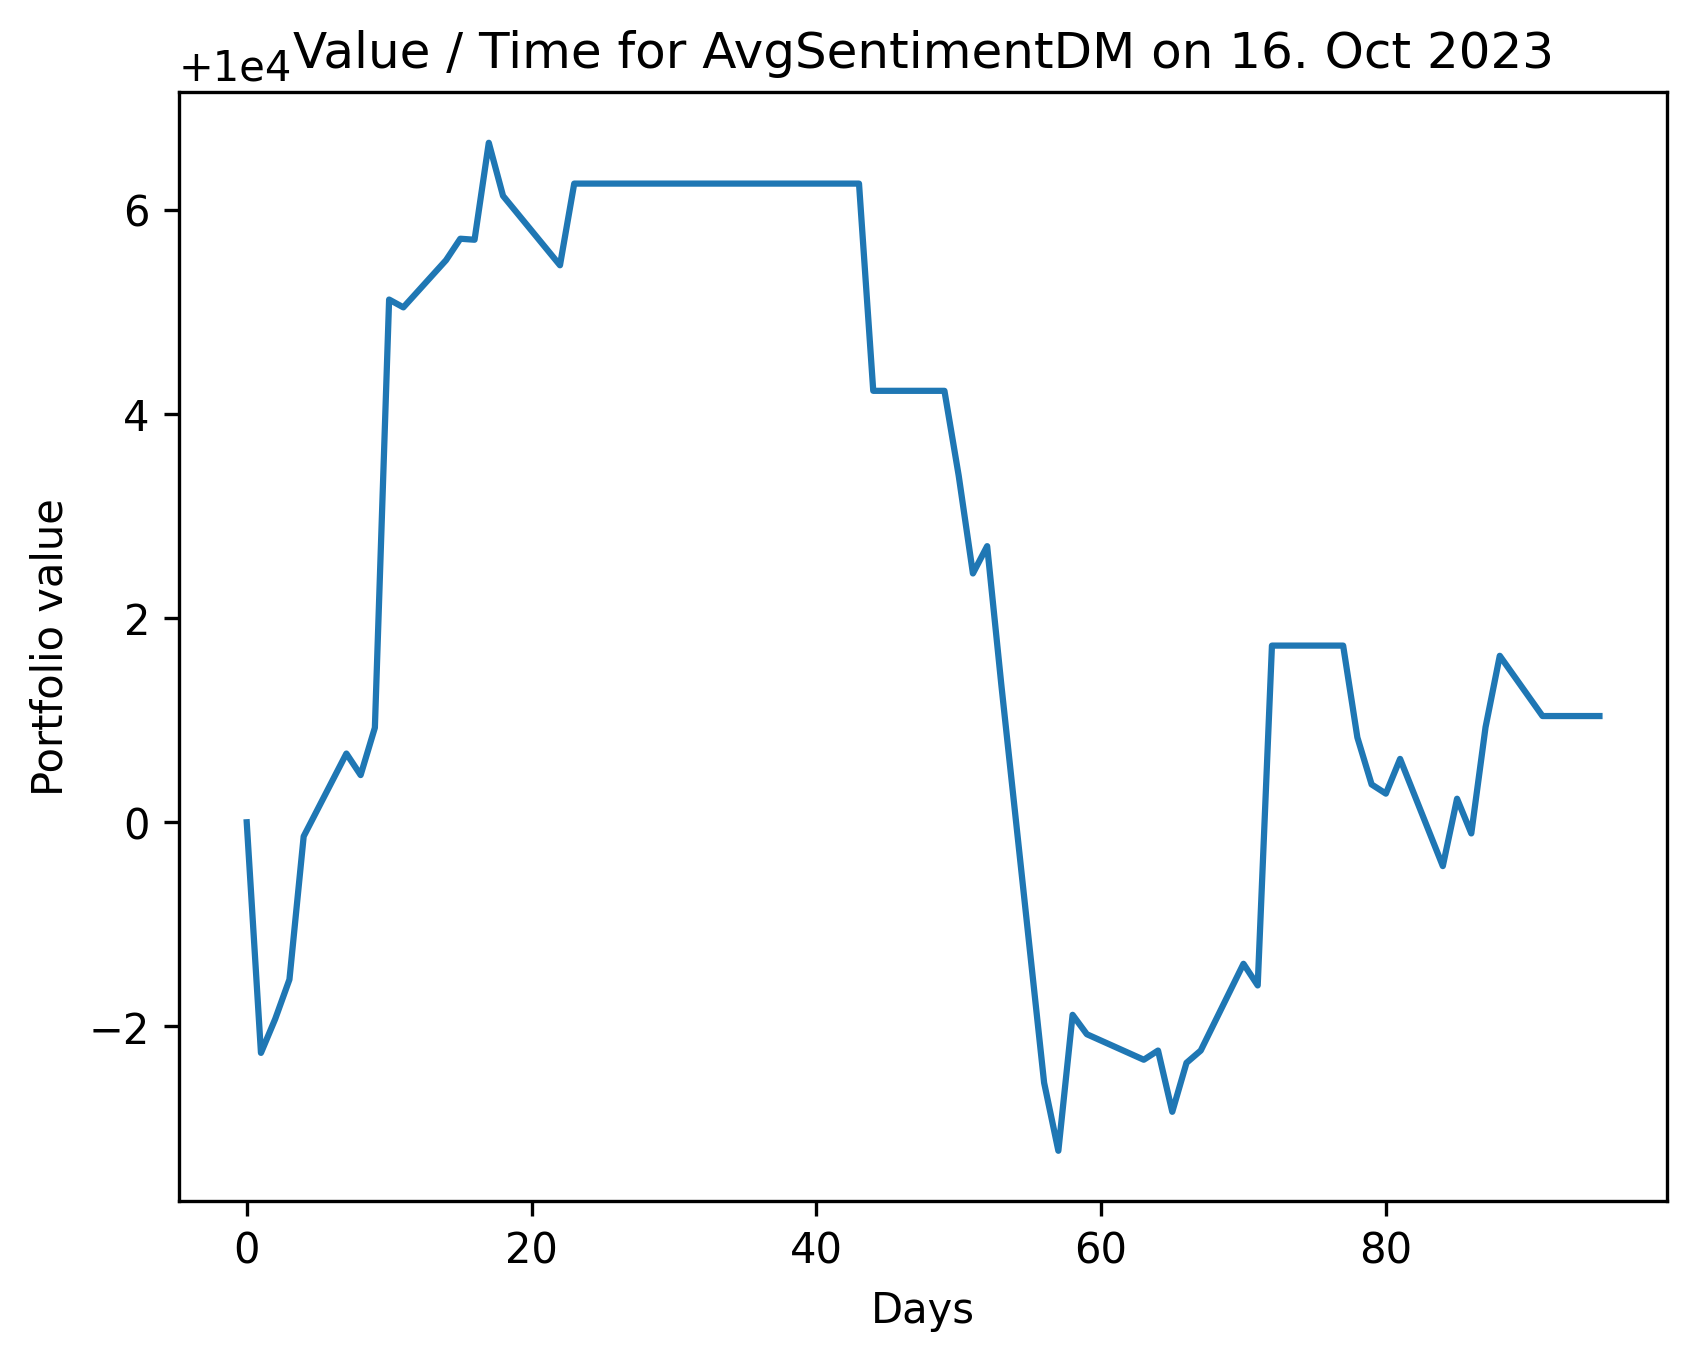 Value / Time for AvgSentimentDM on 16. Oct 2023
+1e4
6
4
2
0
−2
Portfolio value
0 20 40 60 80
Days